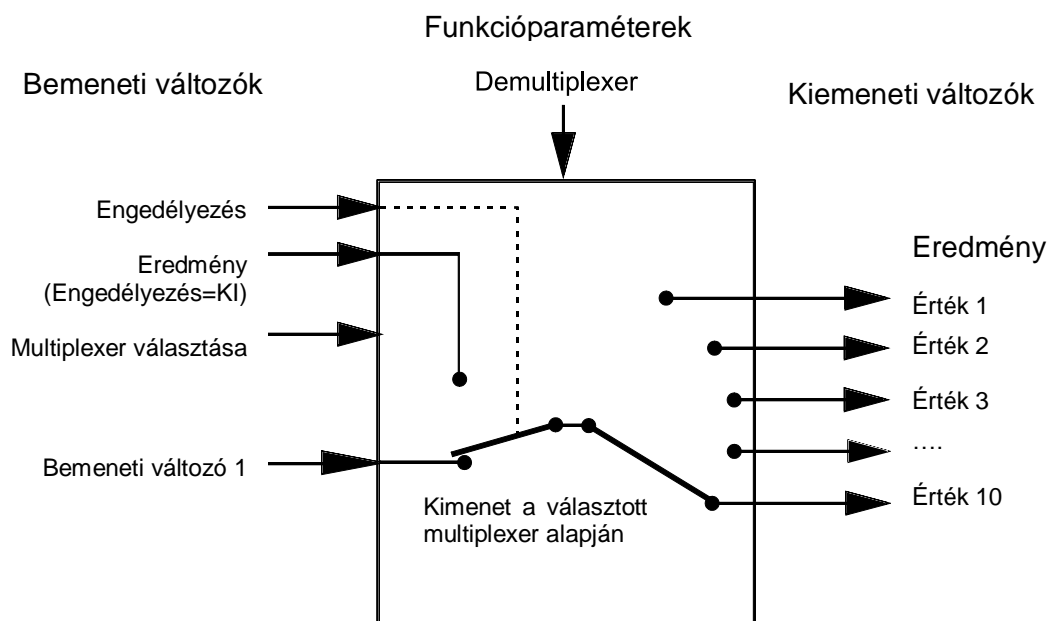 Funkcióparaméterek
Bemeneti változók
Demultiplexer
Kiemeneti változók
Engedélyezés
Eredmény
(Engedélyezés=KI)
Multiplexer választása
Bemeneti változó 1
Kimenet a választott
multiplexer alapján
Eredmény
Érték 1
Érték 2
Érték 3
....
Érték 10